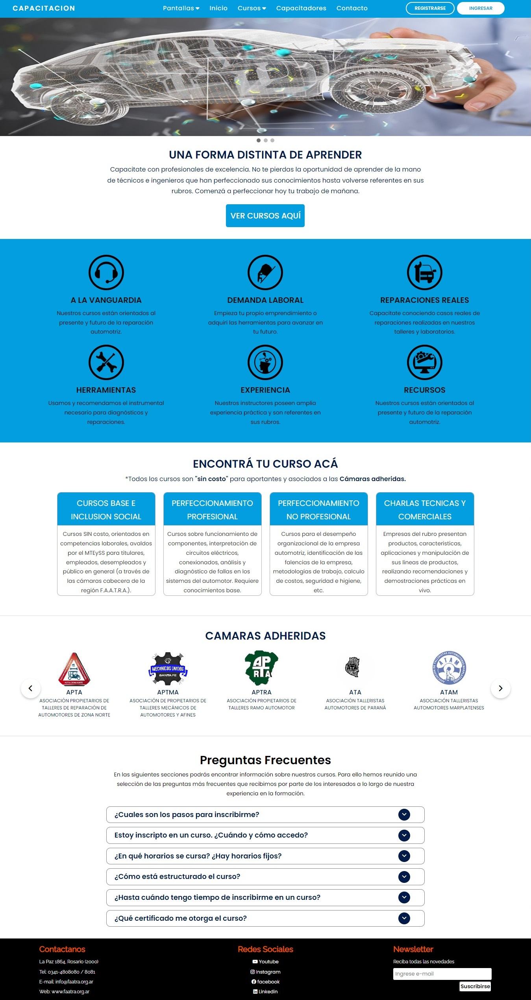 CAPACITACION
Pantallas Inicio Cursos Capacitadores Contacto
REGISTRARSE INGRESAR
UNA FORMA DISTINTA DE APRENDER
Capacitate con profesionales de excelencia. No te pierdas la oportunidad de aprender de la mano
de técnicos e ingenieros que han perfeccionado sus conocimientos hasta volverse referentes en sus
rubros. Comenzá a perfeccionar hoy tu trabajo de mañana.
VER CURSOS AQUÍ
A LA VANGUARDIA
Nuestros cursos están orientados al
presente y futuro de la reparación
automotriz.
DEMANDA LABORAL
Empieza tu propio emprendimiento o
adquirí las herramientas para avanzar en
tu futuro.
REPARACIONES REALES
Capacitate conociendo casos reales de
reparaciones realizadas en nuestros
talleres y laboratorios.
HERRAMIENTAS
Usamos y recomendamos el instrumental
necesario para diagnósticos y
reparaciones.
EXPERIENCIA
Nuestros instructores poseen amplia
experiencia práctica y son referentes en
sus rubros.
RECURSOS
Nuestros cursos están orientados al
presente y futuro de la reparación
automotriz.
ENCONTRÁ TU CURSO ACÁ
*Todos los cursos son "sin costo" para aportantes y asociados a las Cámaras adheridas.
CURSOS BASE E
INCLUSION SOCIAL
Cursos SIN costo, orientados en
competencias laborales, avaldos
por el MTEySS para titulares,
empleados, desempleados y
público en general (a través de
las cámaras cabecera de la
región F.A.A.T.R.A.).
PERFECCIONAMIENTO
PROFESIONAL
Cursos sobre funcionamiento de
componentes, interpretación de
circuitos eléctricos,
conexionados, análisis y
diagnóstico de fallas en los
sistemas del automotor. Requiere
conocimientos base.
PERFECCIONAMIENTO
NO PROFESIONAL
Cursos para el desempeño
organizacional de la empresa
automotriz, identificación de las
falencias de la empresa,
metodologías de trabajo, calculo
de costos, seguridad e higiene,
etc.
CHARLAS TECNICAS Y
COMERCIALES
Empresas del rubro presentan
productos, características,
aplicaciones y manipulación de
sus líneas de productos,
realizando recomendaciones y
demostraciones prácticas en
vivo.
CAMARAS ADHERIDAS
A.P.T.A. ZONA NORTE
APTA
ASOCIACIÓN PROPIETARIOS DE
TALLERES DE REPARACIÓN DE
AUTOMOTORES DE ZONA NORTE
MECANICOS UNIDOS
SANTA FE
APTMA
ASOCIACIÓN DE PROPIETARIOS DE
TALLERES MECÁNICOS DE
AUTOMOTORES Y AFINES
AP
TRA
APTRA
ASOCIACIÓN PROPIETARIOS DE
TALLERES RAMO AUTOMOTOR
ATA
ATA
ASOCIACIÓN TALLERISTAS
AUTOMOTORES DE PARANÁ
ASOCIACION DE TALLERISTAS AUTOMOTORES MARPLATENSES
ATAM
ATAM
ASOCIACIÓN TALLERISTAS
AUTOMOTORES MARPLATENSES
Preguntas Frecuentes
En las siguientes secciones podrás encontrar información sobre nuestros cursos. Para ello hemos reunido una
selección de las preguntas más frecuentes que recibimos por parte de los interesados a lo largo de nuestra
experiencia en la formación.
¿Cuales son los pasos para inscribirme?
Estoy inscripto en un curso. ¿Cuándo y cómo accedo?
¿En qué horarios se cursa? ¿Hay horarios fijos?
¿Cómo está estructurado el curso?
¿Hasta cuándo tengo tiempo de inscribirme en un curso?
¿Qué certificado me otorga el curso?
Contactanos
La Paz 1864, Rosario (2000)
Tel: 0341-4808080 / 8081
E-mail: info@faatra.org.ar
Web: www.faatra.org.ar
Redes Sociales
Youtube
Instagram
facebook
Linkedin
Newsletter
Reciba todas las novedades
Ingrese e-mail
Suscribirse